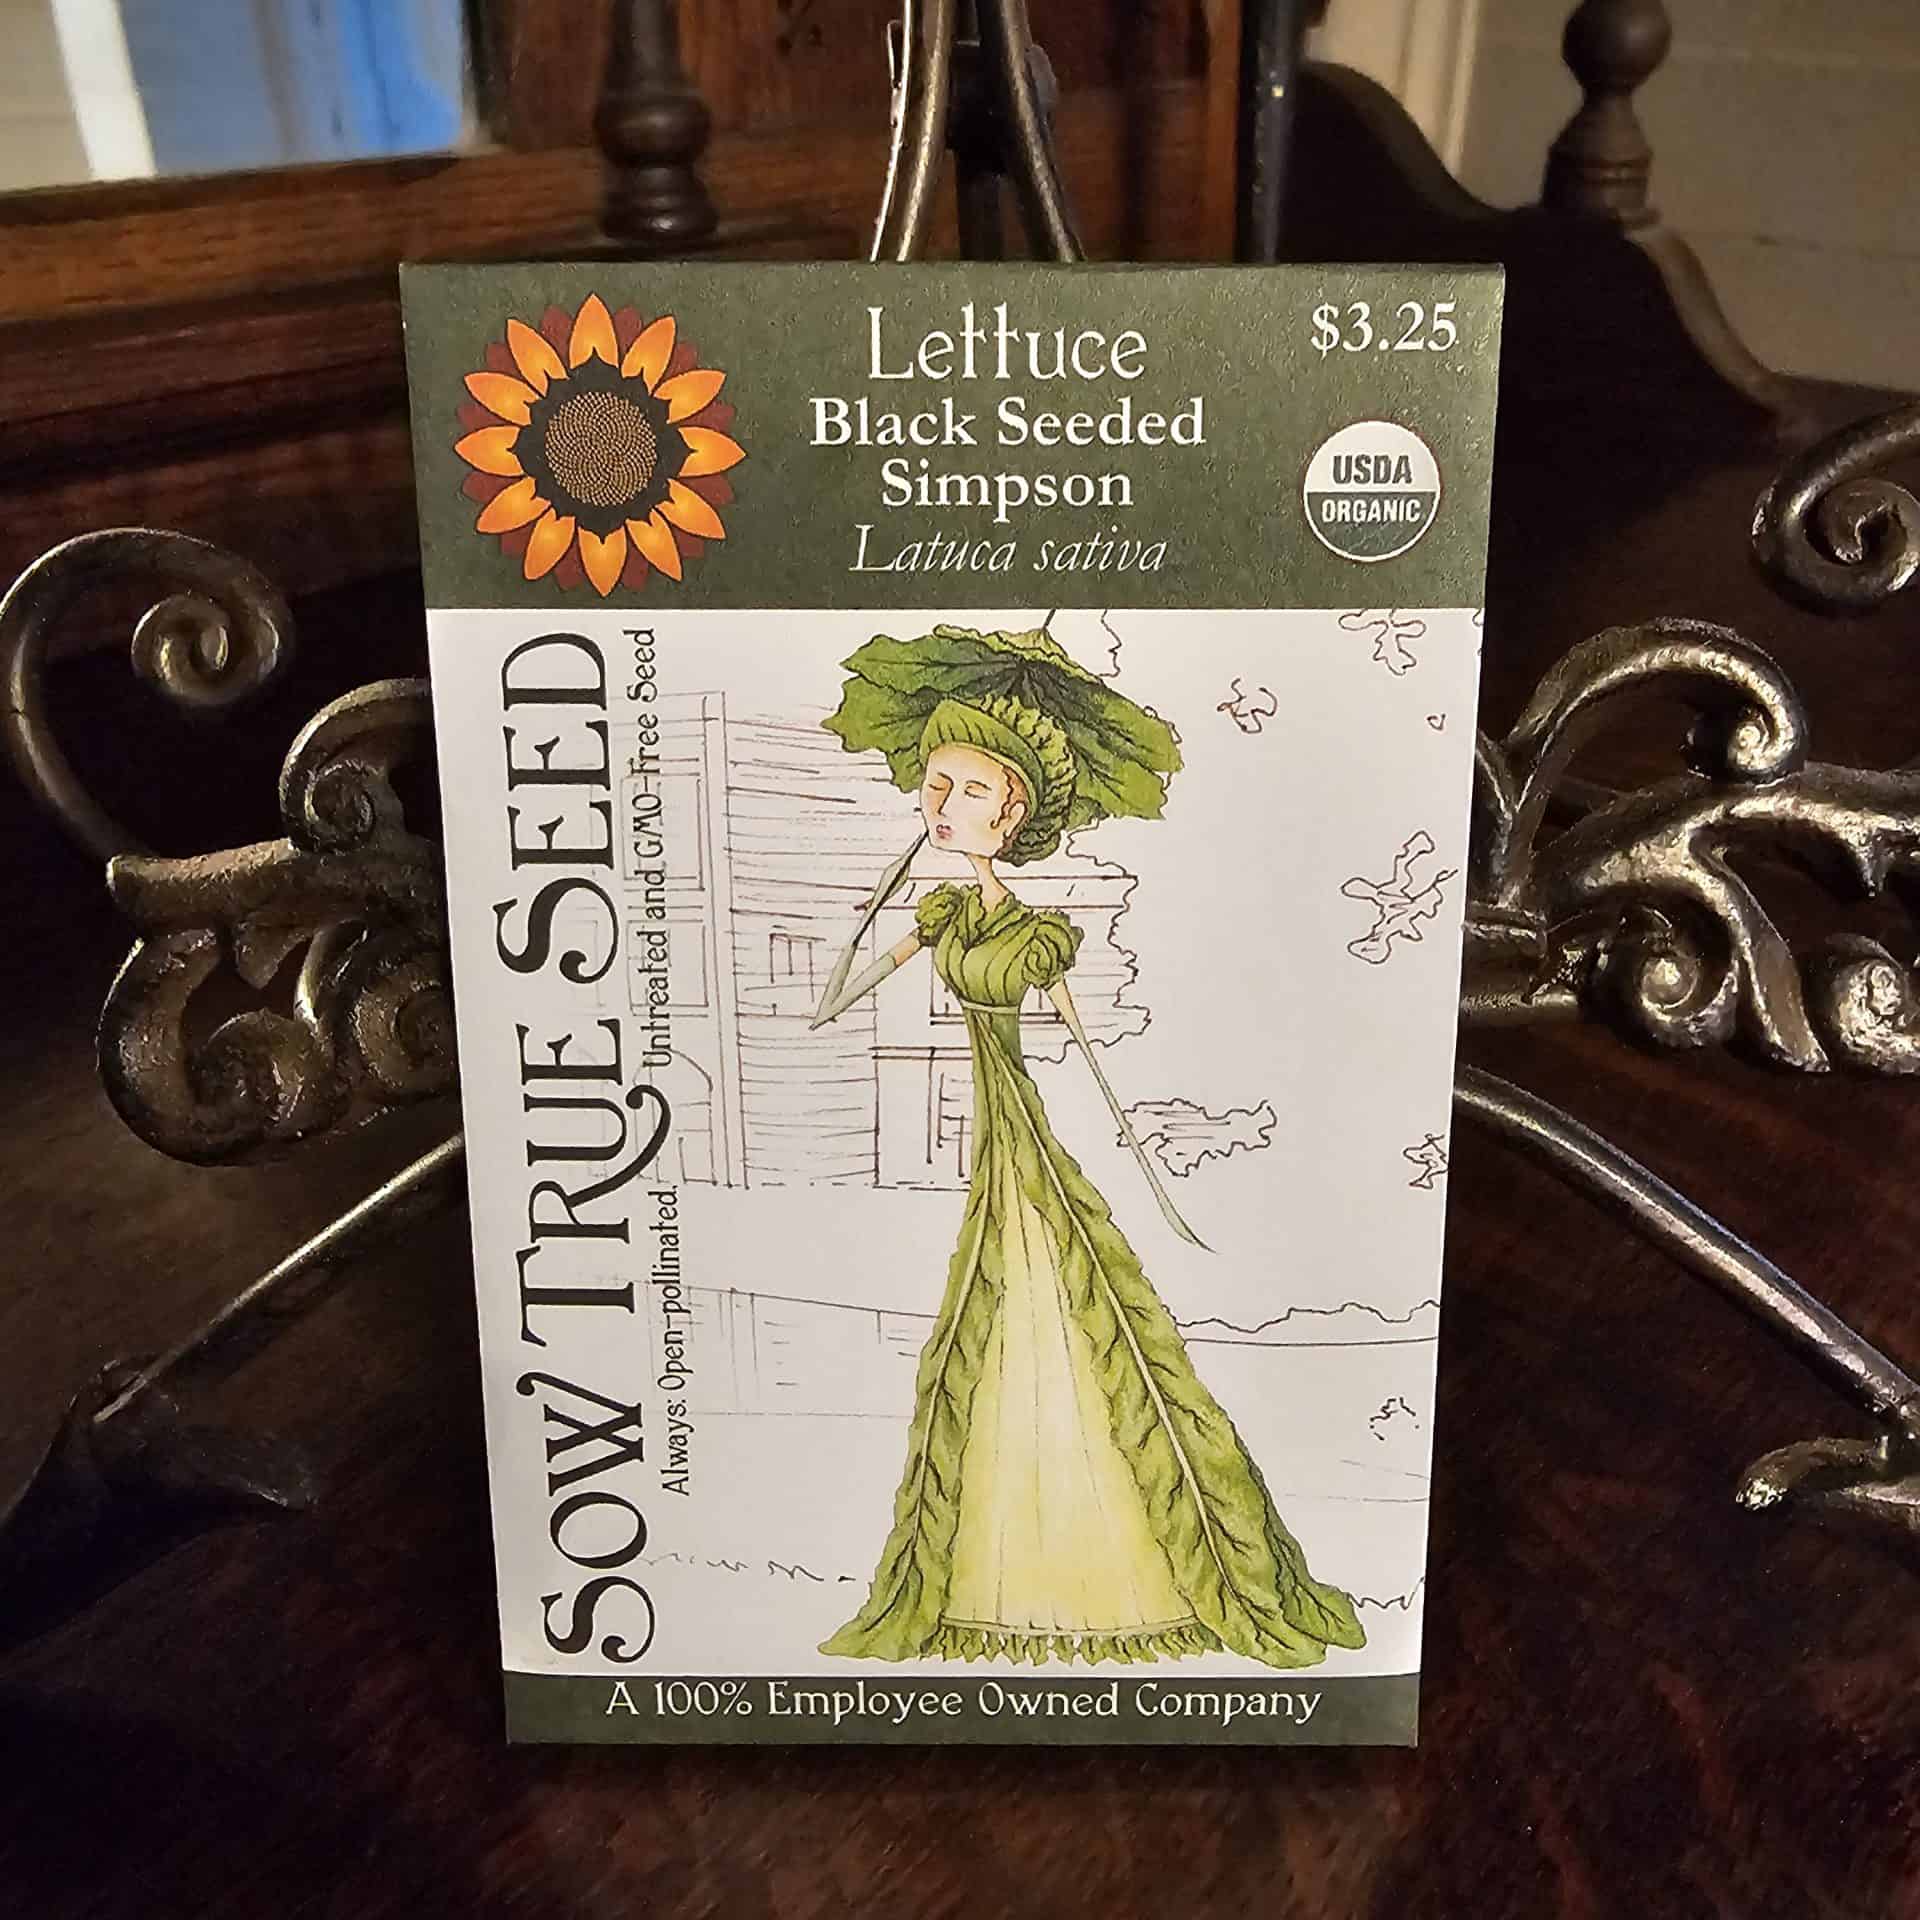 Lettuce
Black Seeded
Simpson
Latuca sativa
$3.25
USDA
ORGANIC
SOW TRUE SEED
Always: Open-pollinated, Untreated and GMO-Free Seed
A 100% Employee Owned Company